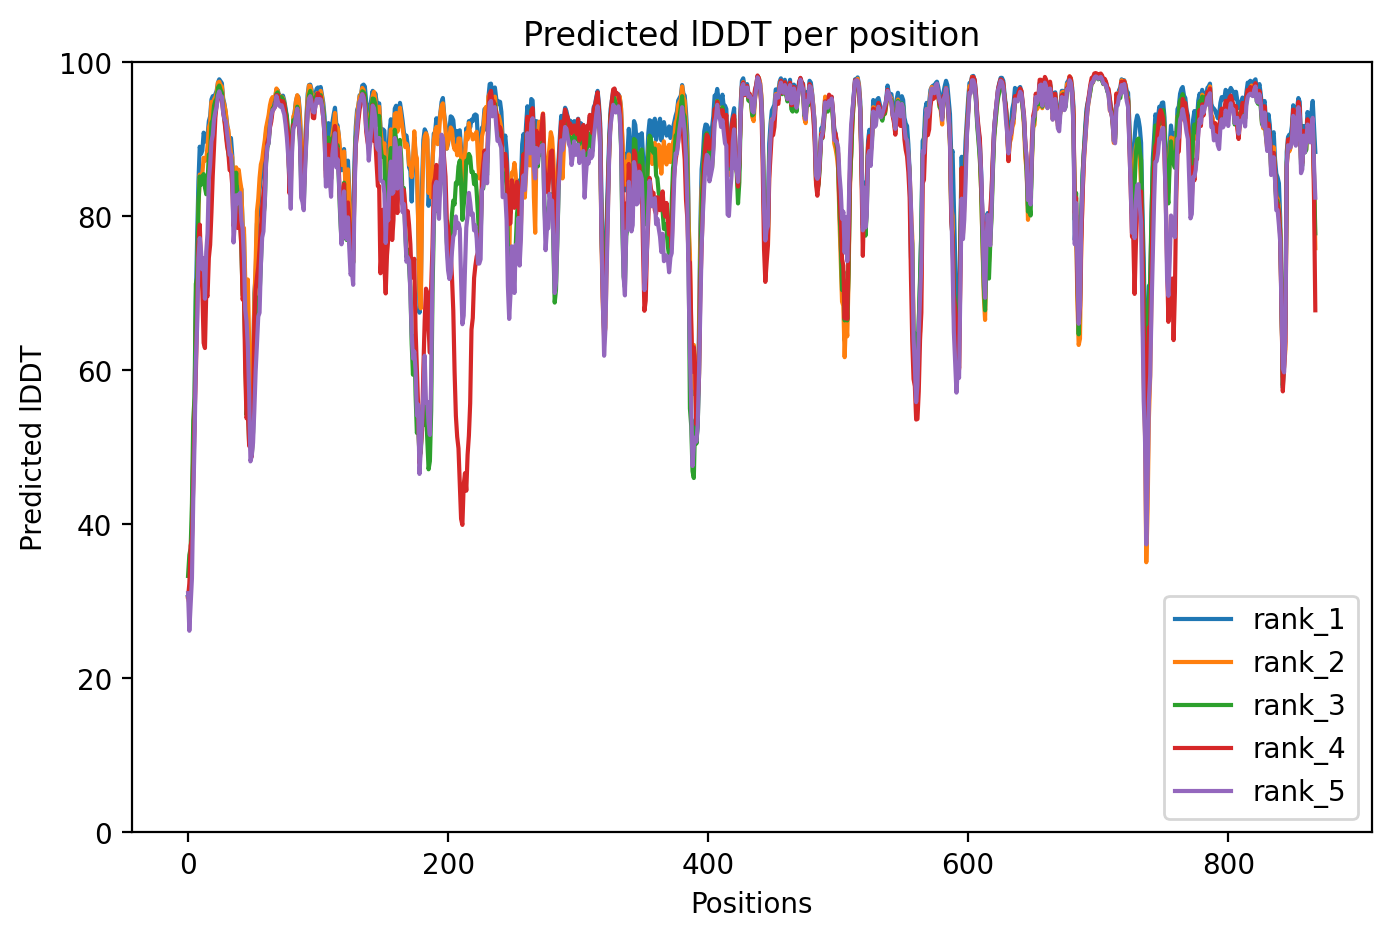 Predicted lDDT per position
100
80
60
40
20
0
Predicted lDDT
0 200 400 600 800
Positions
rank_1
rank_2
rank_3
rank_4
rank_5